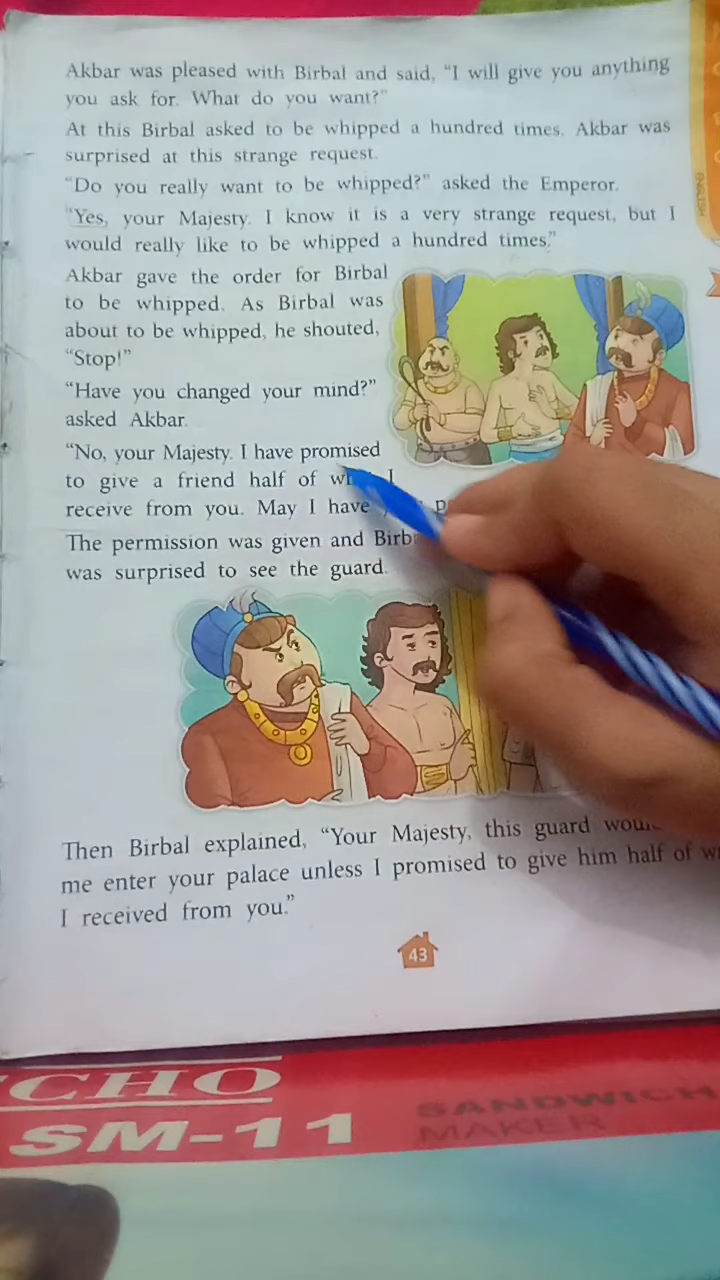 Akbar was pleased with Birbal and said, “I will give you anything
you ask for. What do you want?”
At this Birbal asked to be whipped a hundred times. Akbar was
surprised at this strange request.
“Do you really want to be whipped?” asked the Emperor.
“Yes, your Majesty. I know it is a very strange request, but I
would really like to be whipped a hundred times.”
Akbar gave the order for Birbal
to be whipped. As Birbal was
about to be whipped, he shouted,
“Stop!”
“Have you changed your mind?”
asked Akbar.
“No, your Majesty. I have promised
to give a friend half of I
receive from you. May I have
The permission was given and
was surprised to see the guard.
Then Birbal explained, “Your Majesty, this guard
me enter your palace unless I promised to give him half of
I received from you.”
43
ENGLISH
ECHO
SM-11
SANDWICH
MAKER